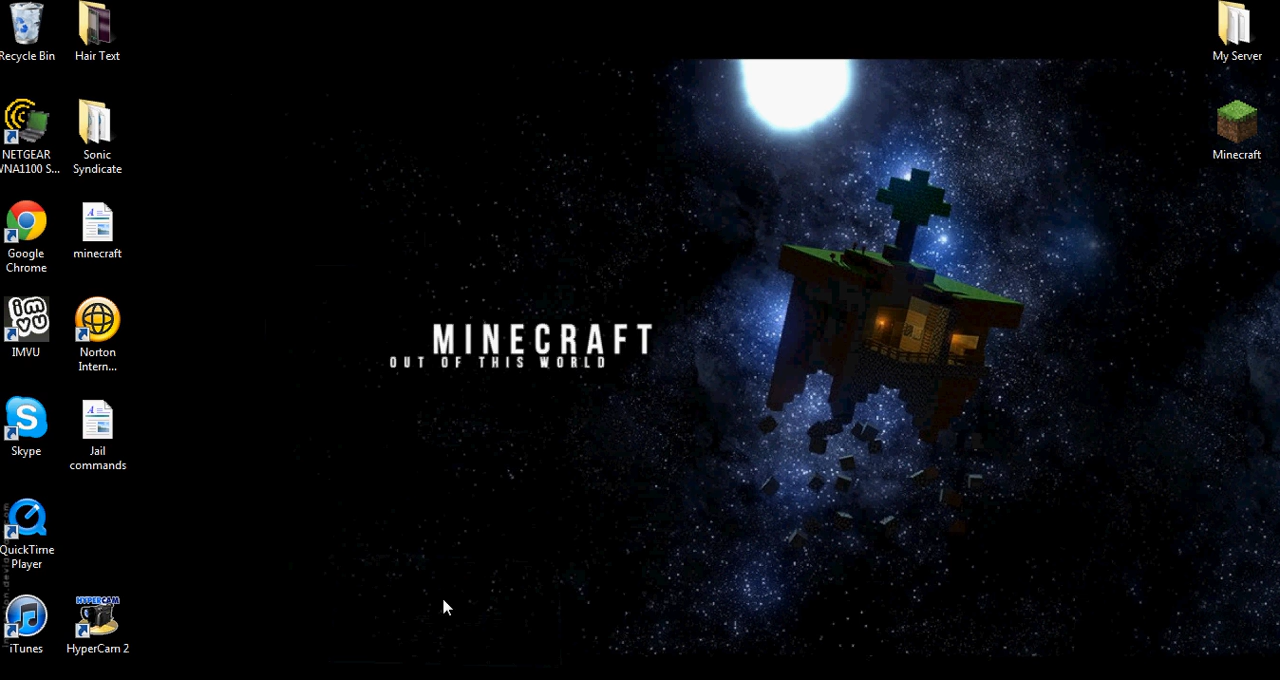 Recycle Bin
Hair Text
My Server
NETGEAR
WNA1100 S...
Sonic
Syndicate
Minecraft
Google
Chrome
minecraft
IMVU
Norton
Intern...
MINECRAFT
OUT OF THIS WORLD
Skype
Jail
commands
QuickTime
Player
iTunes
HYPERCAM
HyperCam 2